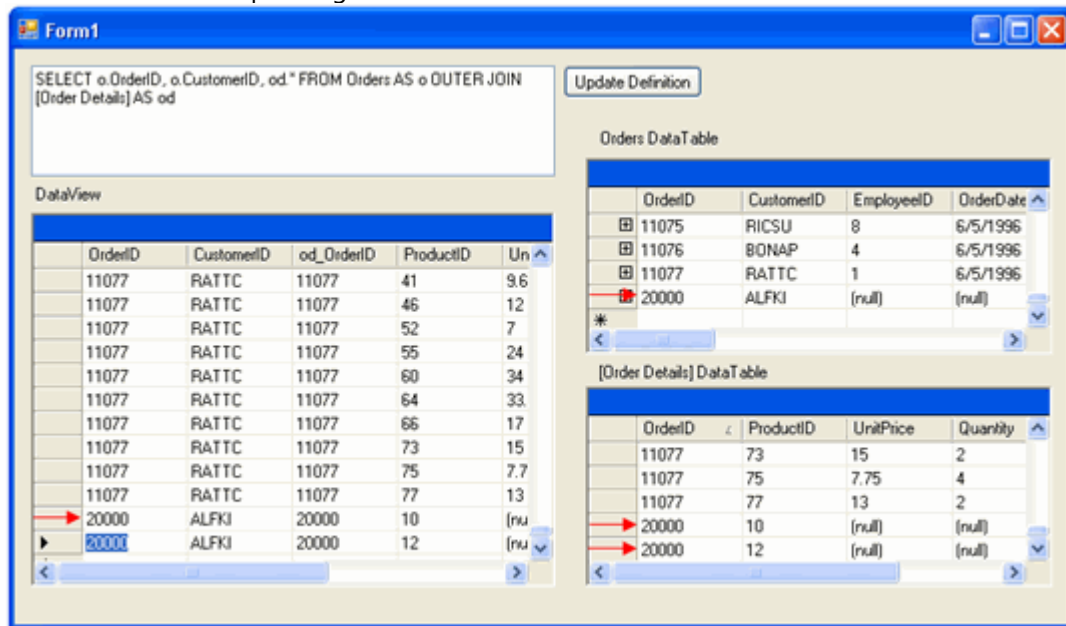 Form1
SELECT o.OrderID, o.CustomerID, od.* FROM Orders AS o OUTER JOIN
[Order Details] AS od
Update Definition
DataView
OrderID CustomerID od_OrderID ProductID Un
11077 RATTC 11077 41 9.6
11077 RATTC 11077 46 12
11077 RATTC 11077 52 7
11077 RATTC 11077 55 24
11077 RATTC 11077 60 34
11077 RATTC 11077 64 33.
11077 RATTC 11077 66 17
11077 RATTC 11077 73 15
11077 RATTC 11077 75 7.7
11077 RATTC 11077 77 13
20000 ALFKI 20000 10 (nu
20000 ALFKI 20000 12 (nu
Orders DataTable
OrderID CustomerID EmployeeID OrderDate
11075 RICSU 8 6/5/1996
11076 BONAP 4 6/5/1996
11077 RATTC 1 6/5/1996
20000 ALFKI (null) (null)
[Order Details] DataTable
OrderID ProductID UnitPrice Quantity
11077 73 15 2
11077 75 7.75 4
11077 77 13 2
20000 10 (null) (null)
20000 12 (null) (null)